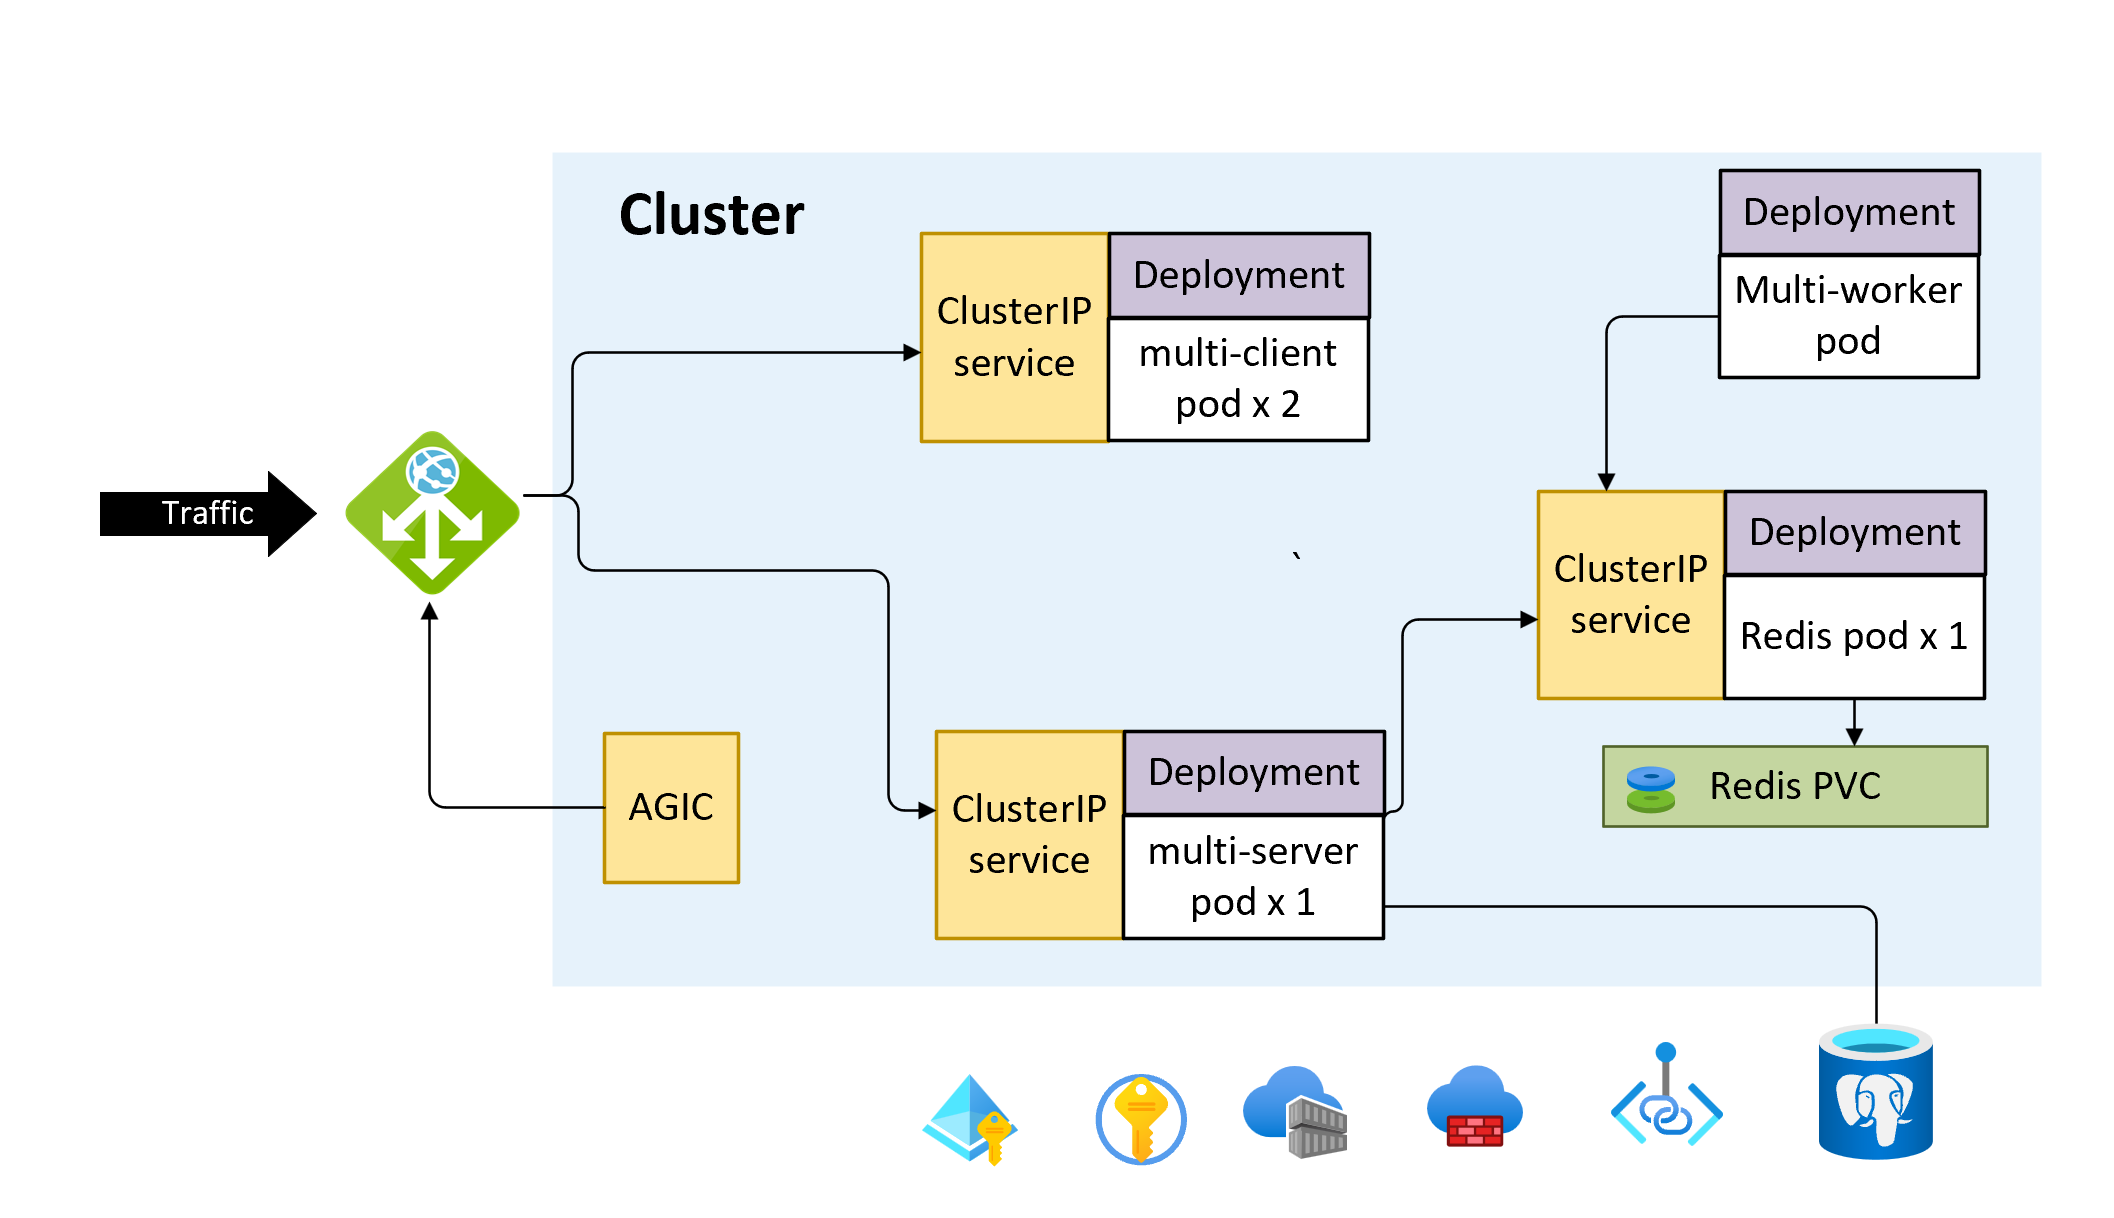 Cluster
Traffic
ClusterIP
service
Deployment
multi-client
pod x 2
Deployment
Multi-worker
pod
ClusterIP
service
Deployment
Redis pod x 1
Redis PVC
`
AGIC
ClusterIP
service
Deployment
multi-server
pod x 1